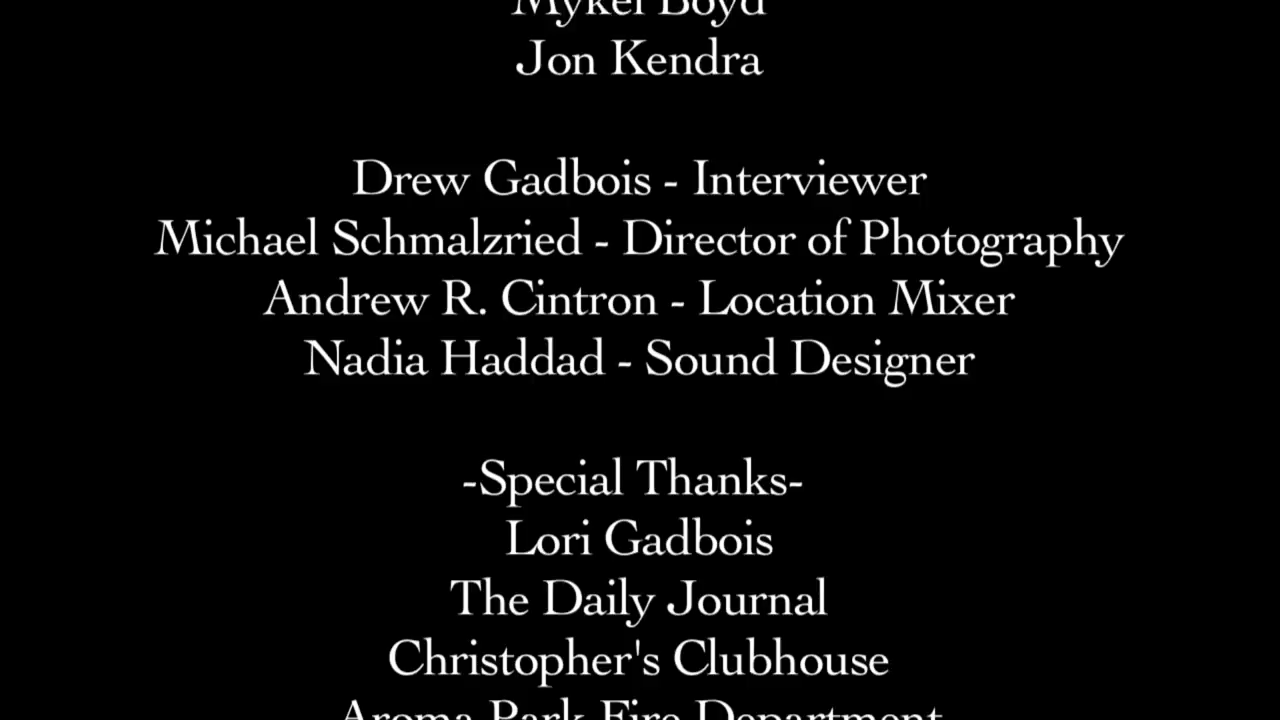 Mykel Boyd
Jon Kendra
Drew Gadbois - Interviewer
Michael Schmalzried - Director of Photography
Andrew R. Cintron - Location Mixer
Nadia Haddad - Sound Designer
-Special Thanks-
Lori Gadbois
The Daily Journal
Christopher's Clubhouse
Aroma Park Fire Department